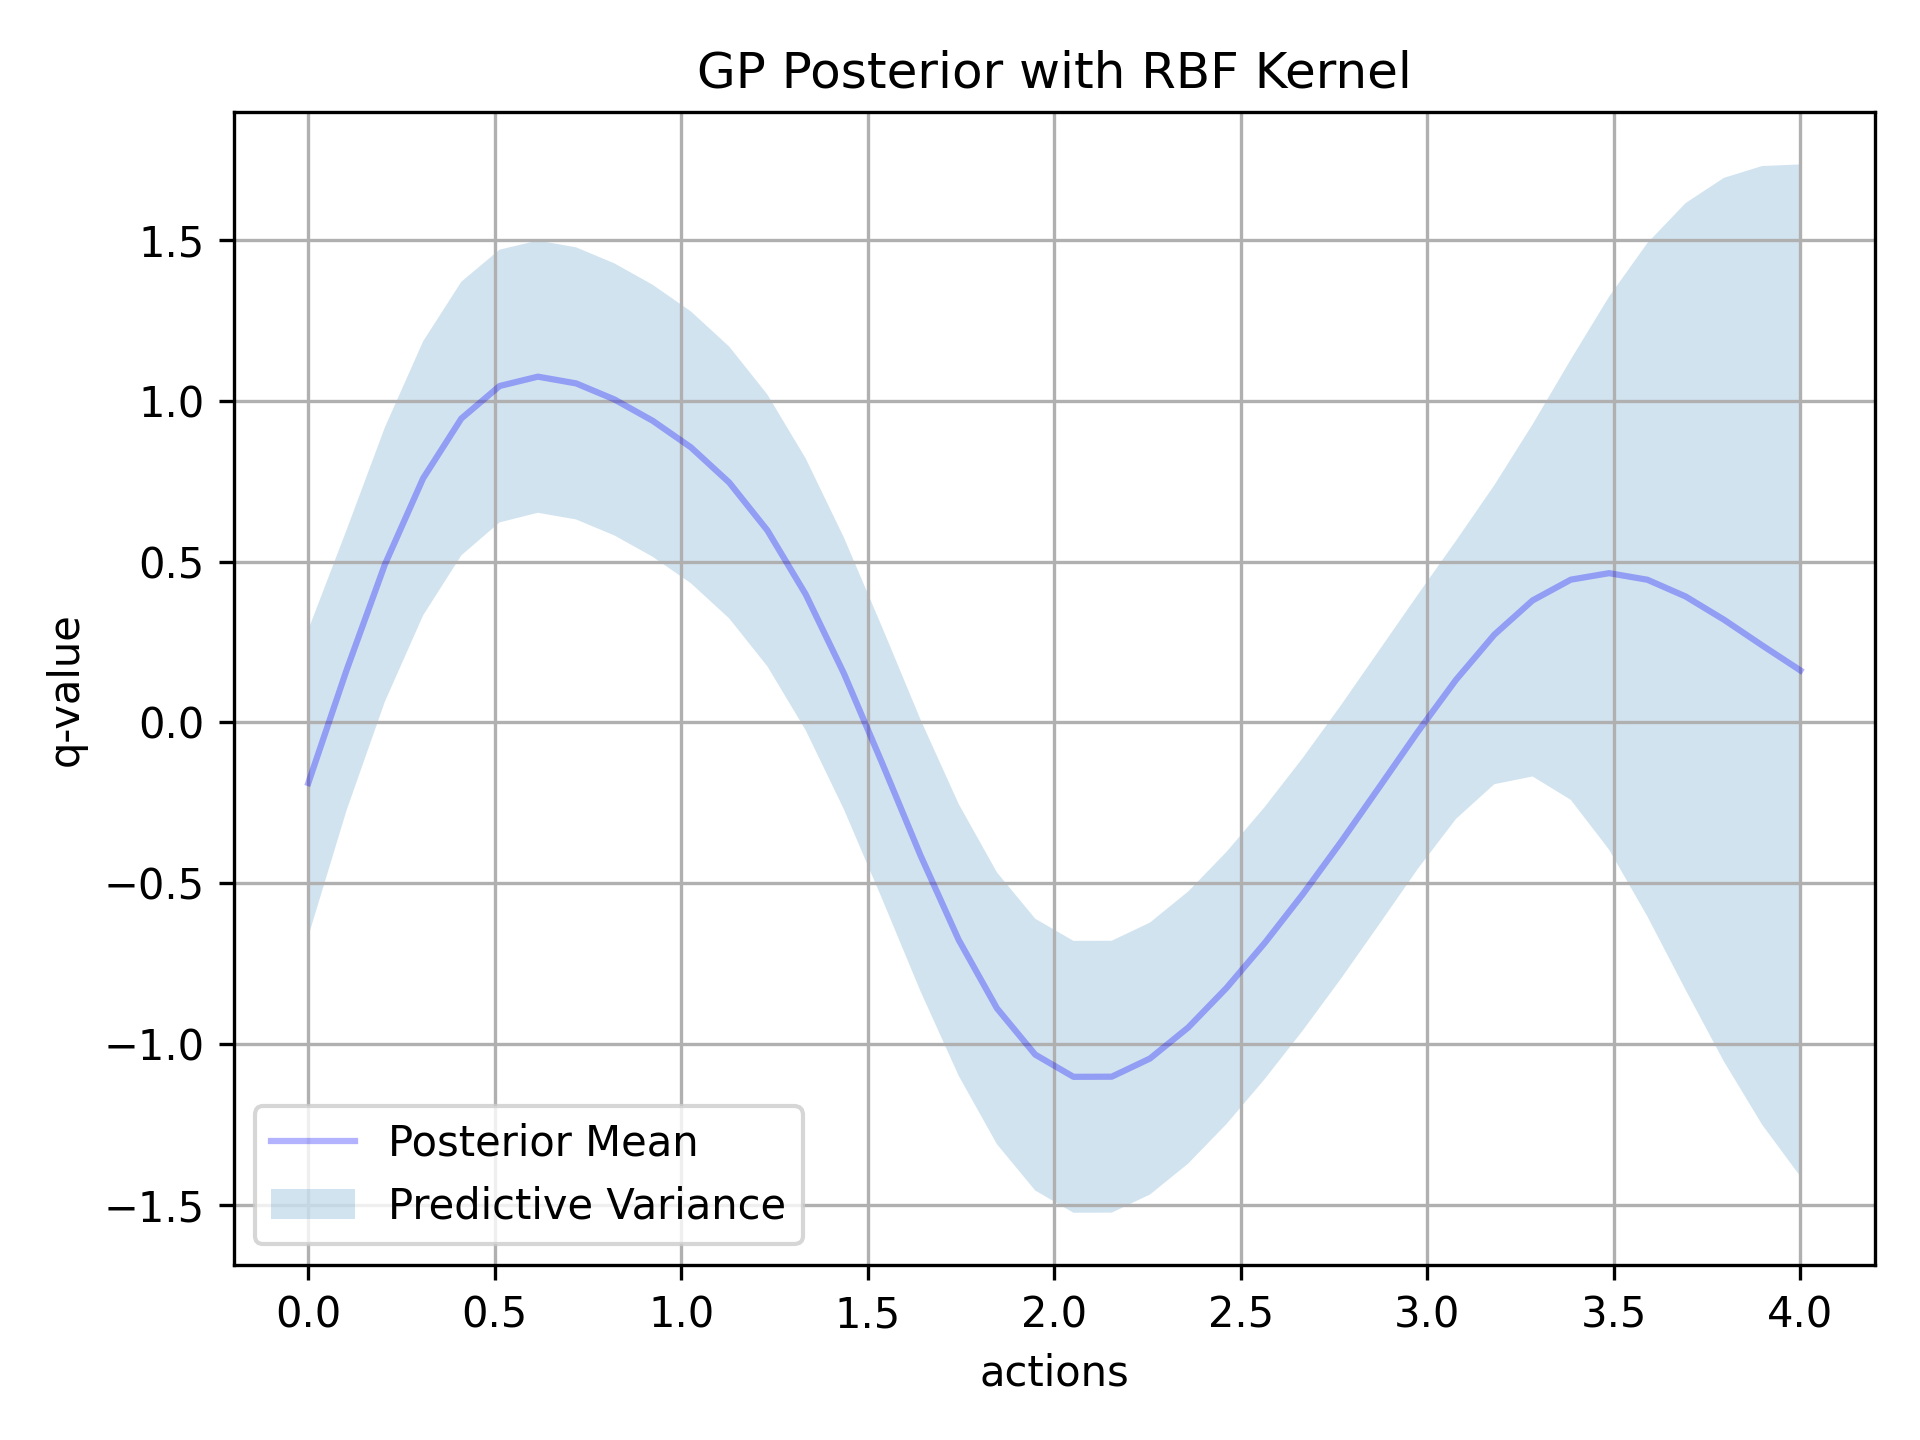 GP Posterior with RBF Kernel
q-value
1.5
1.0
0.5
0.0
−0.5
−1.0
−1.5
Posterior Mean
Predictive Variance
0.0 0.5 1.0 1.5 2.0 2.5 3.0 3.5 4.0
actions